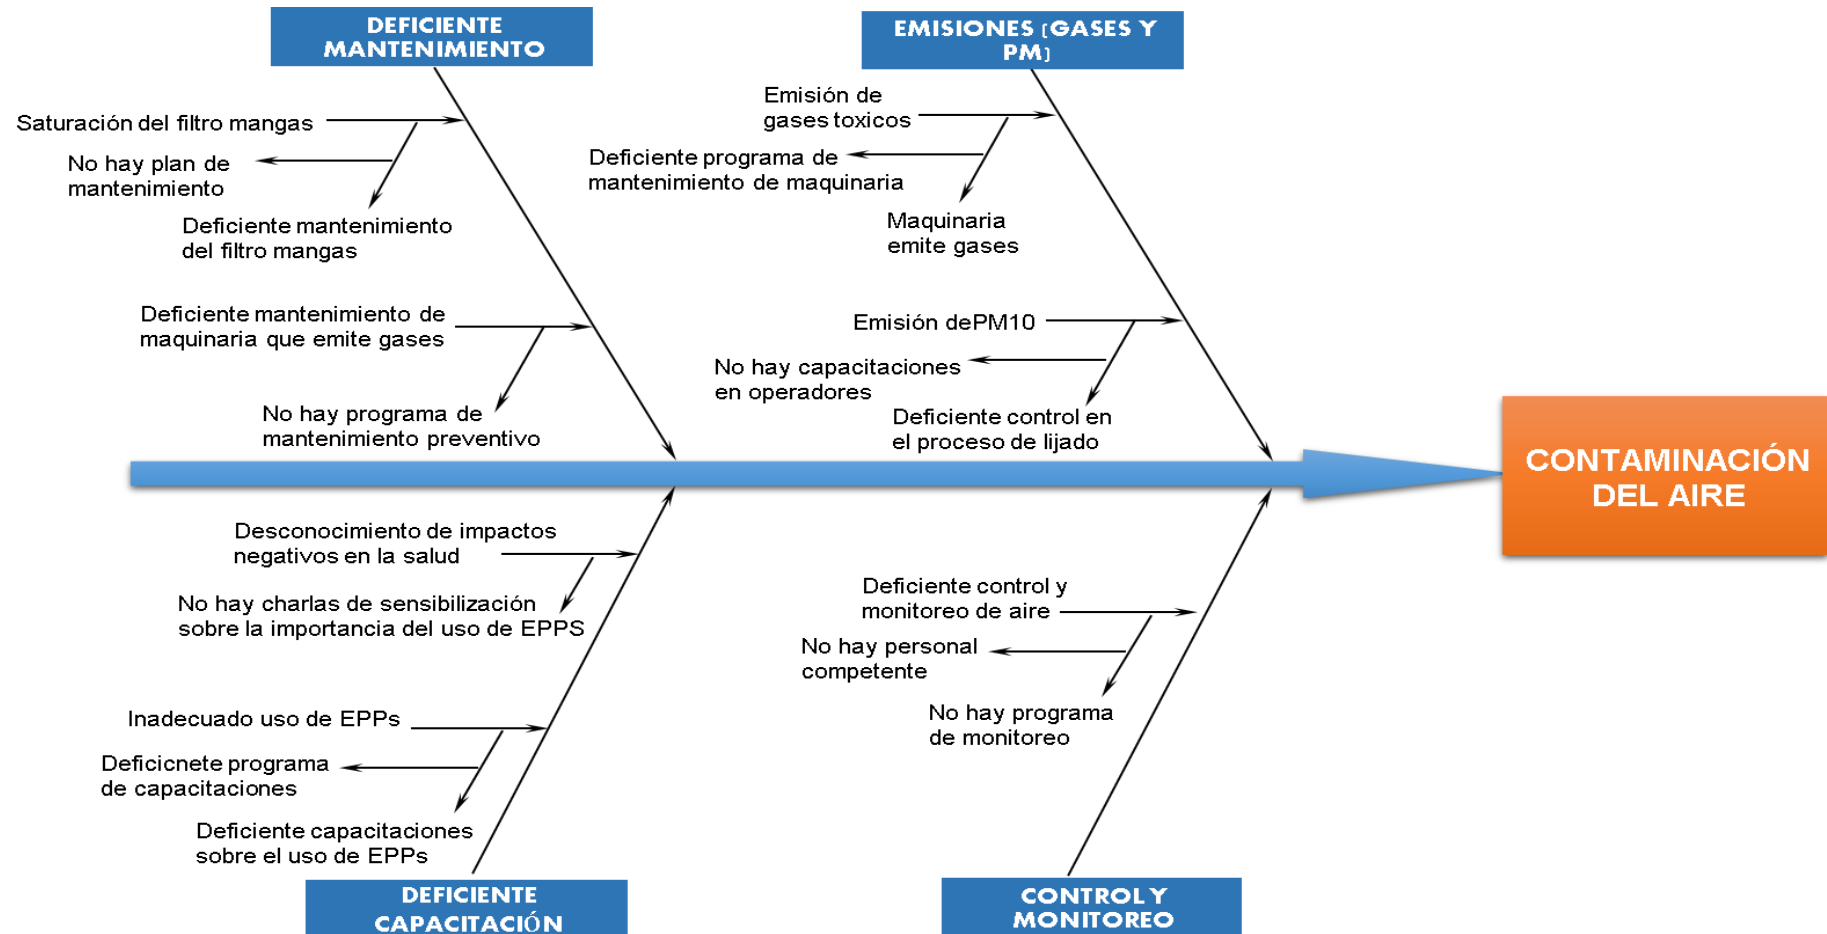 DEFICIENTE
MANTENIMIENTO
Saturación del filtro mangas
No hay plan de
mantenimiento
Deficiente mantenimiento
del filtro mangas
Deficiente mantenimiento de
maquinaria que emite gases
No hay programa de
mantenimiento preventivo
EMISIONES (GASES Y
PM)
Emisión de
gases toxicos
Deficiente programa de
mantenimiento de maquinaria
Maquinaria
emite gases
Emisión dePM10
No hay capacitaciones
en operadores
Deficiente control en
el proceso de lijado
CONTAMINACIÓN
DEL AIRE
Desconocimiento de impactos
negativos en la salud
No hay charlas de sensibilización
sobre la importancia del uso de EPPS
Inadecuado uso de EPPs
Deficicnete programa
de capacitaciones
Deficiente capacitaciones
sobre el uso de EPPs
DEFICIENTE
CAPACITACIÓN
Deficiente control y
monitoreo de aire
No hay personal
competente
No hay programa
de monitoreo
CONTROL Y
MONITOREO